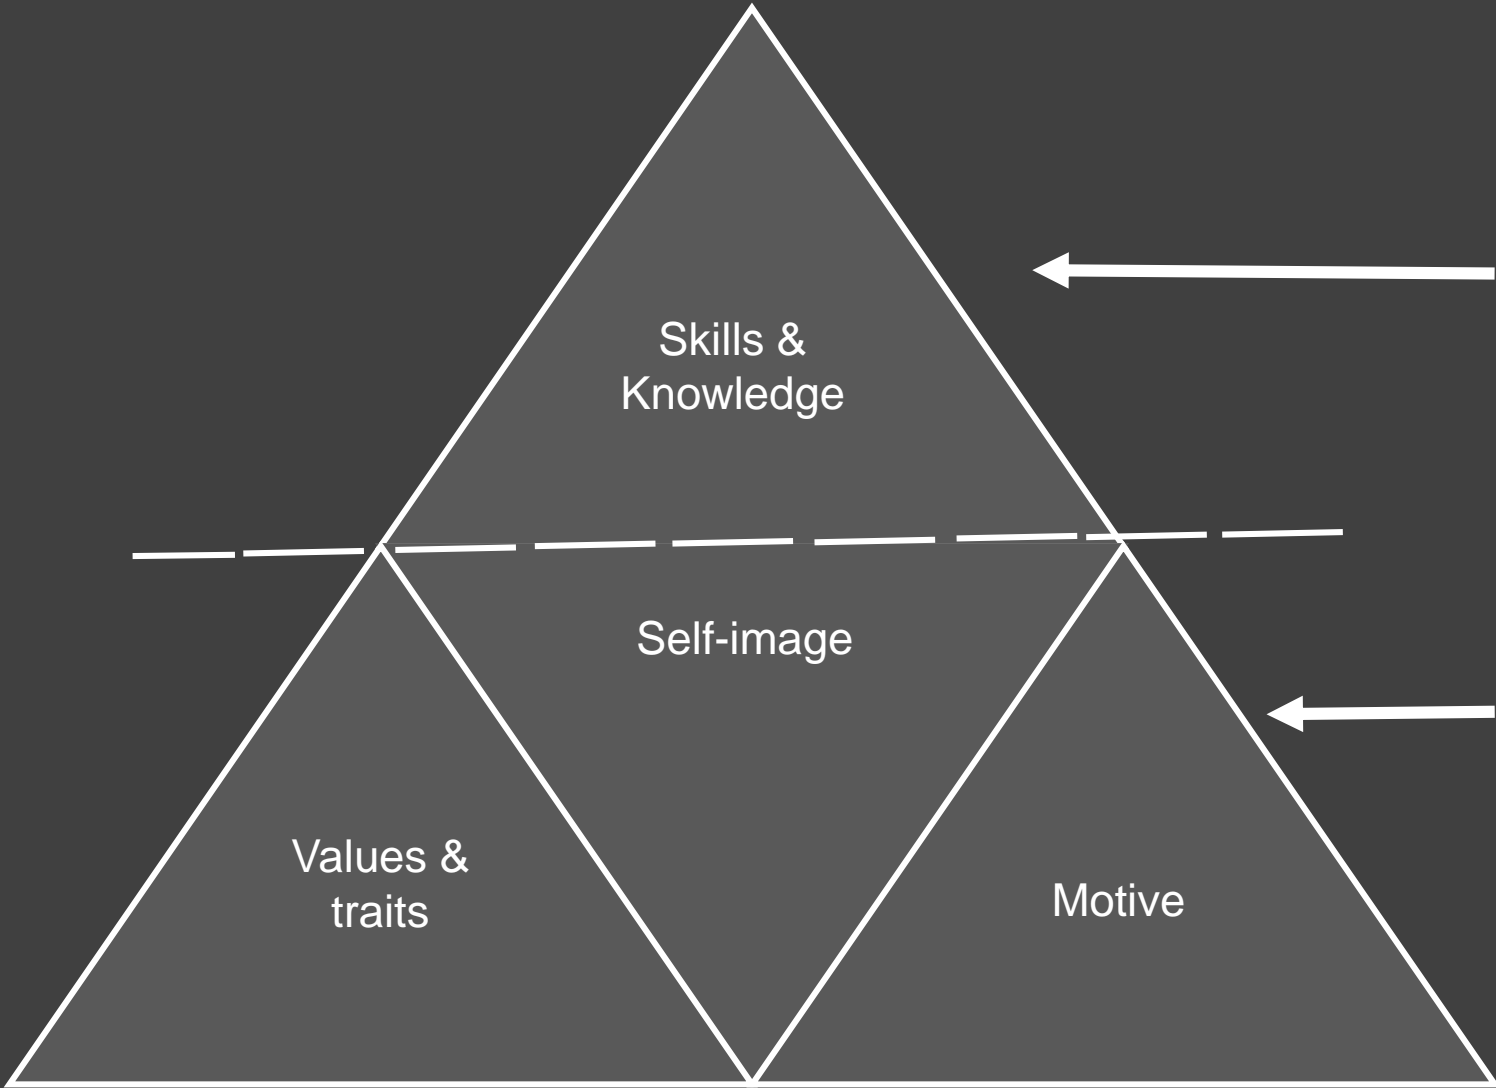 Skills &
Knowledge
Self-image
Values &
traits
Motive